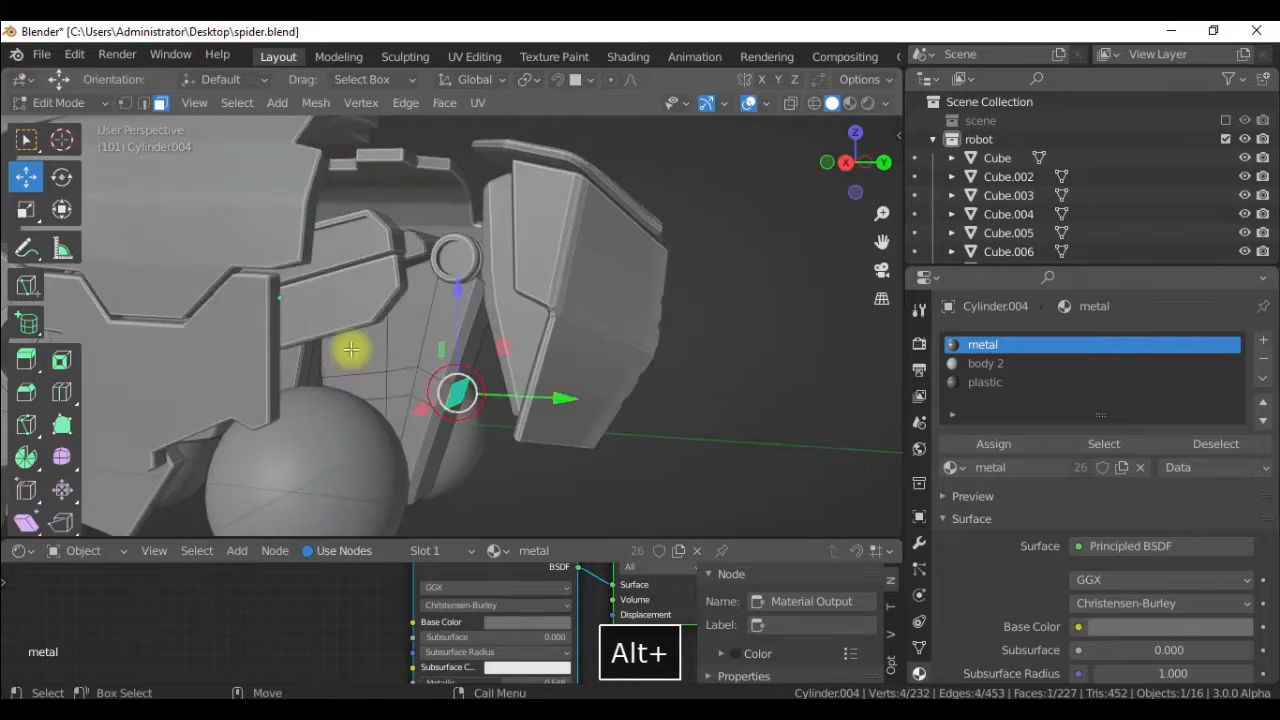 Blender* [C:\Users\Administrator\Desktop\spider.blend]
File Edit Render Window Help Layout Modeling Sculpting UV Editing Texture Paint Shading Animation Rendering Compositing Scene View Layer
Orientation: Default Drag: Select Box Global X Y Z Options
Edit Mode View Select Add Mesh Vertex Edge Face UV
User Perspective
(101) Cylinder.004
Z
X
Y
Scene Collection
scene
robot
Cube
Cube.002
Cube.003
Cube.004
Cube.005
Cube.006
Cylinder.004 metal
metal
body 2
plastic
Assign Select Deselect
metal 26 Data
Preview
Surface
Surface Principled BSDF
GGX
Christensen-Burley
Base Color
Subsurface 0.000
Subsurface Radius 1.000
Object View Select Add Node Use Nodes Slot 1 metal 26
BSDF
GGX
Christensen-Burley
Base Color
Subsurface 0.000
Subsurface Radius
Subsurface C...
Metallic 0.548
All
Surface
Volume
Displacement
Node
Name: Material Output
Label:
Color
Properties
N
T
V
Opt
metal
Alt+
Select Box Select Move Call Menu Cylinder.004 | Verts:4/232 | Edges:4/453 | Faces:1/227 | Tris:452 | Objects:1/16 | 3.0.0 Alpha